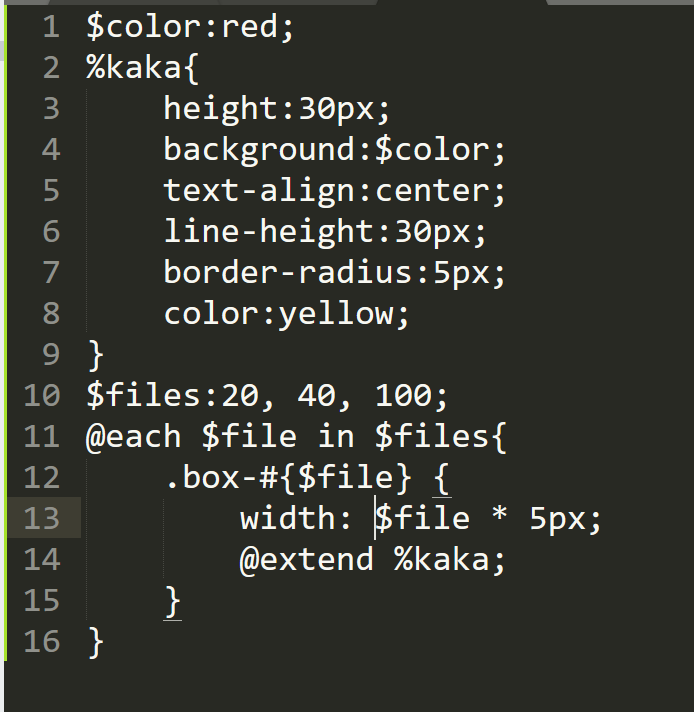 1 $color:red;
2 %kaka{
3     height:30px;
4     background:$color;
5     text-align:center;
6     line-height:30px;
7     border-radius:5px;
8     color:yellow;
9 }
10 $files:20, 40, 100;
11 @each $file in $files{
12     .box-#{$file} {
13         width: $file * 5px;
14         @extend %kaka;
15     }
16 }